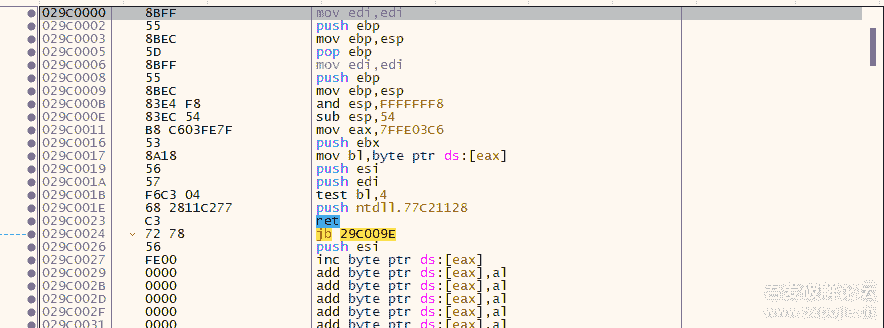 029C0000 8BFF mov edi,edi
029C0002 55 push ebp
029C0003 8BEC mov ebp,esp
029C0005 5D pop ebp
029C0006 8BFF mov edi,edi
029C0008 55 push ebp
029C0009 8BEC mov ebp,esp
029C000B 83E4 F8 and esp,FFFFFFF8
029C000E 83EC 54 sub esp,54
029C0011 B8 C603FE7F mov eax,7FFE03C6
029C0016 53 push ebx
029C0017 8A18 mov bl,byte ptr ds:[eax]
029C0019 56 push esi
029C001A 57 push edi
029C001B F6C3 04 test bl,4
029C001E 68 2811C277 push ntdll.77C21128
029C0023 C3 ret
029C0024 72 78 jb 29C009E
029C0026 56 push esi
029C0027 FE00 inc byte ptr ds:[eax]
029C0029 0000 add byte ptr ds:[eax],al
029C002B 0000 add byte ptr ds:[eax],al
029C002D 0000 add byte ptr ds:[eax],al
029C002F 0000 add byte ptr ds:[eax],al
029C0031 0000 add byte ptr ds:[eax],al